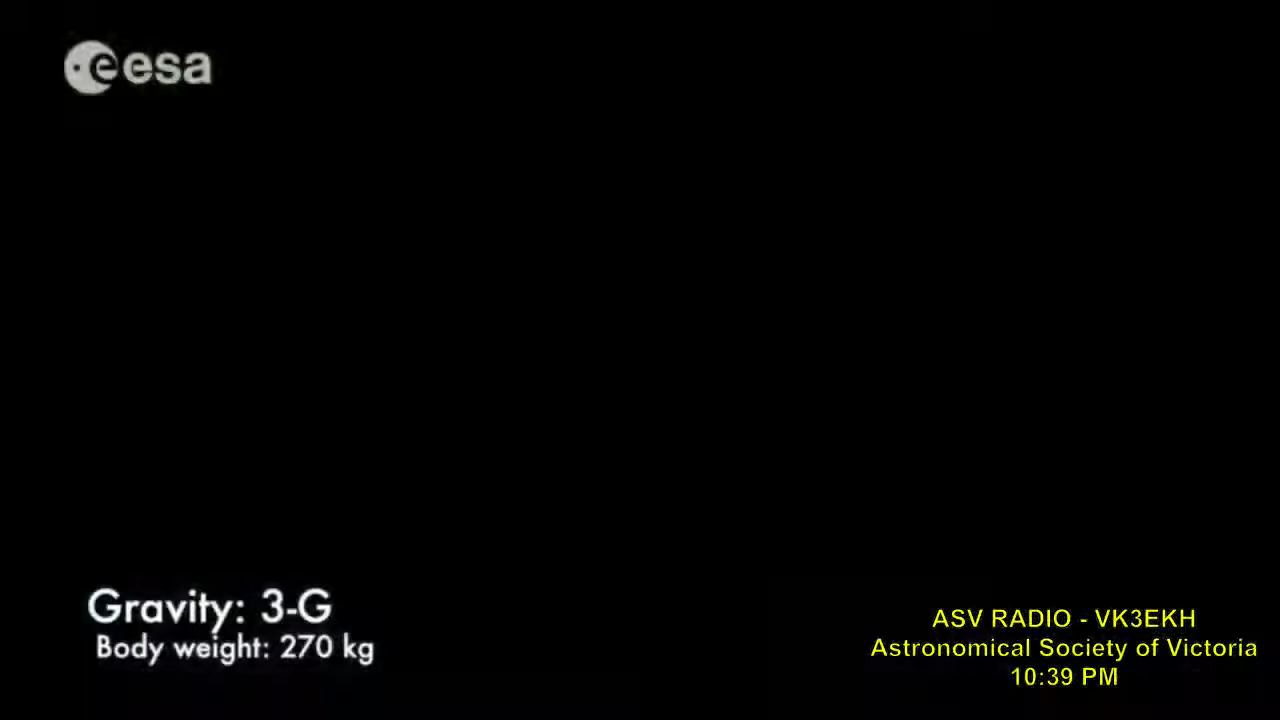 esa
Gravity: 3-G
Body weight: 270 kg
ASV RADIO - VK3EKH
Astronomical Society of Victoria
10:39 PM